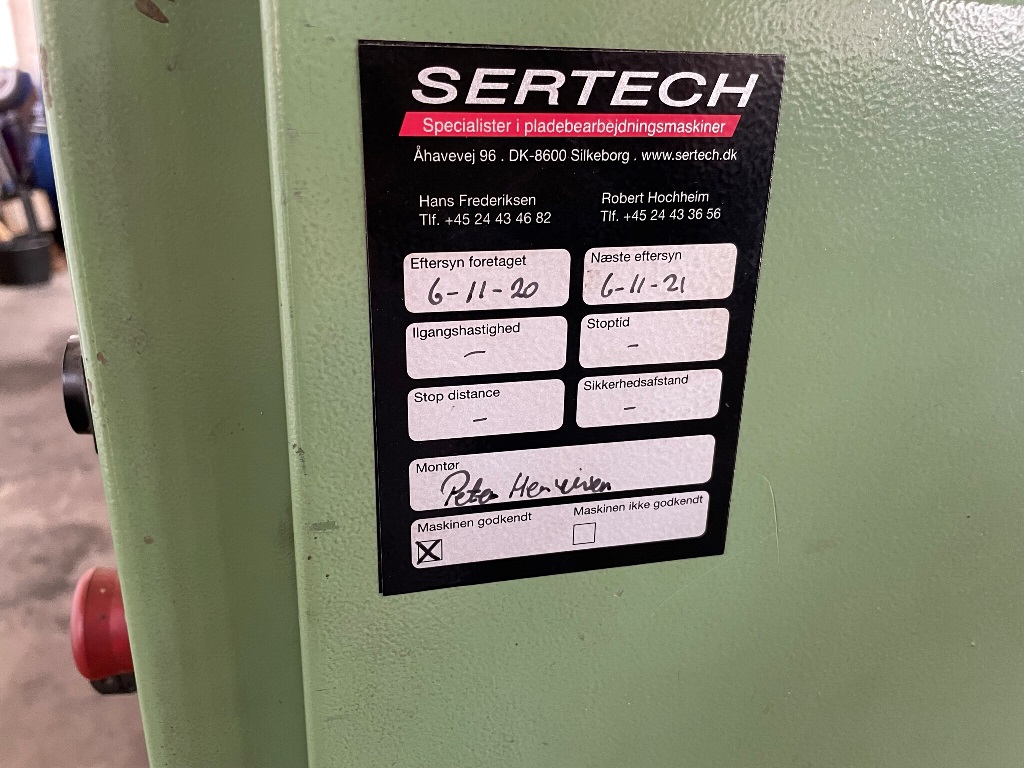 SERTECH
Specialister i pladebearbejdningsmaskiner
Åhavevej 96 . DK-8600 Silkeborg . www.sertech.dk
Hans Frederiksen
Tlf. +45 24 43 46 82
Robert Hochheim
Tlf. +45 24 43 36 56
Eftersyn foretaget
6-11-20
Næste eftersyn
6-11-21
Ilgangshastighed
-
Stoptid
-
Stop distance
-
Sikkerhedsafstand
-
Montør
Peter
Maskinen godkendt
X
Maskinen ikke godkendt